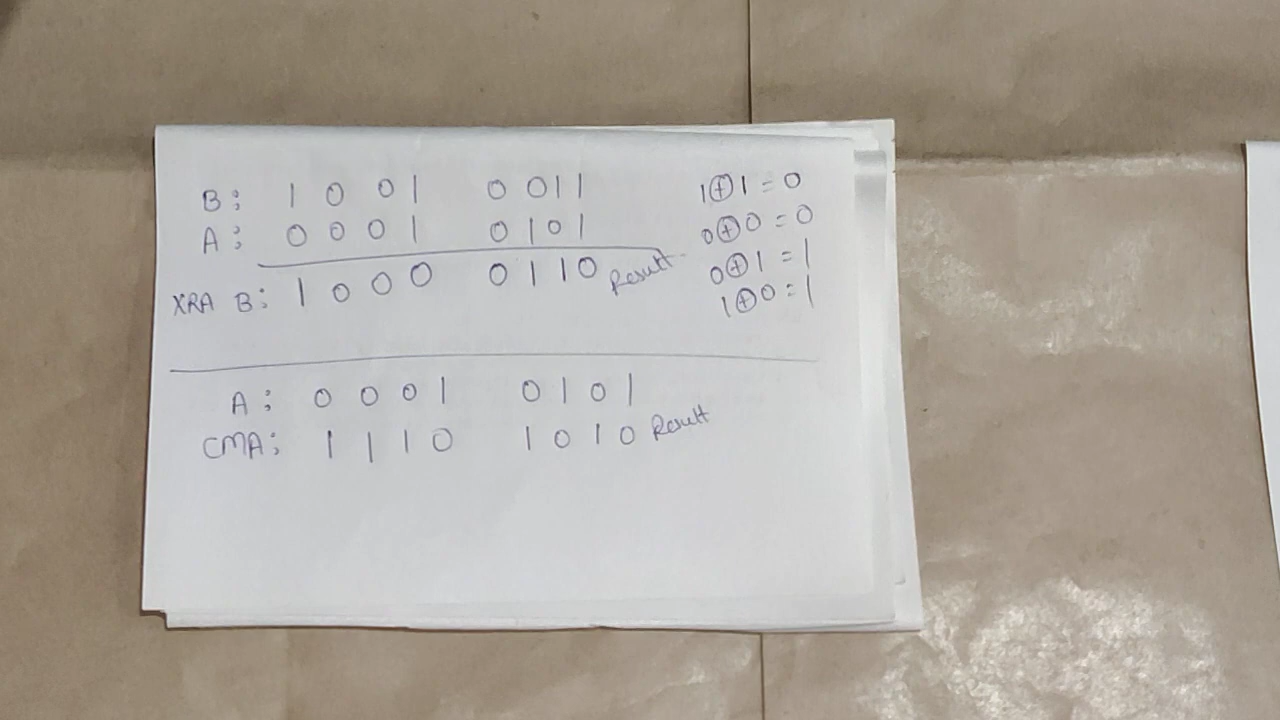 B: 1 0 0 1 0 0 1 1
A: 0 0 0 1 0 1 0 1
XRA B: 1 0 0 0 0 1 1 0 Result
1⊕1 = 0
0⊕0 = 0
0⊕1 = 1
1⊕0 = 1
A: 0 0 0 1 0 1 0 1
CMA: 1 1 1 0 1 0 1 0 Result